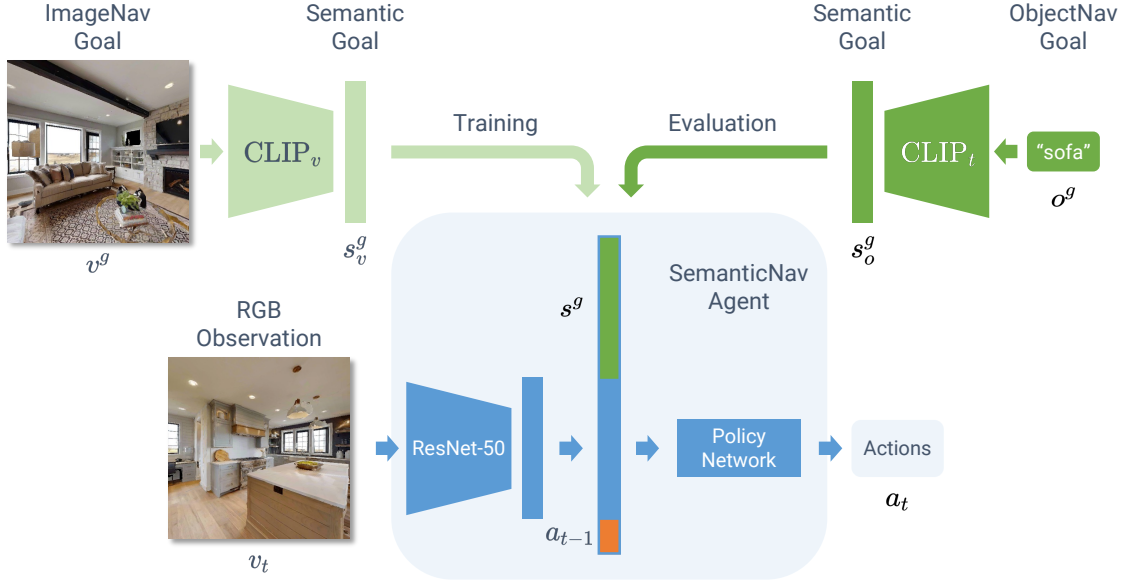 ImageNav
Goal
Semantic
Goal
Semantic
Goal
ObjectNav
Goal
Training
Evaluation
CLIP_v
CLIP_t
“sofa”
o^g
v^g
s_v^g
s_o^g
RGB
Observation
SemanticNav
Agent
s^g
ResNet-50
Policy
Network
Actions
a_t
a_{t-1}
v_t